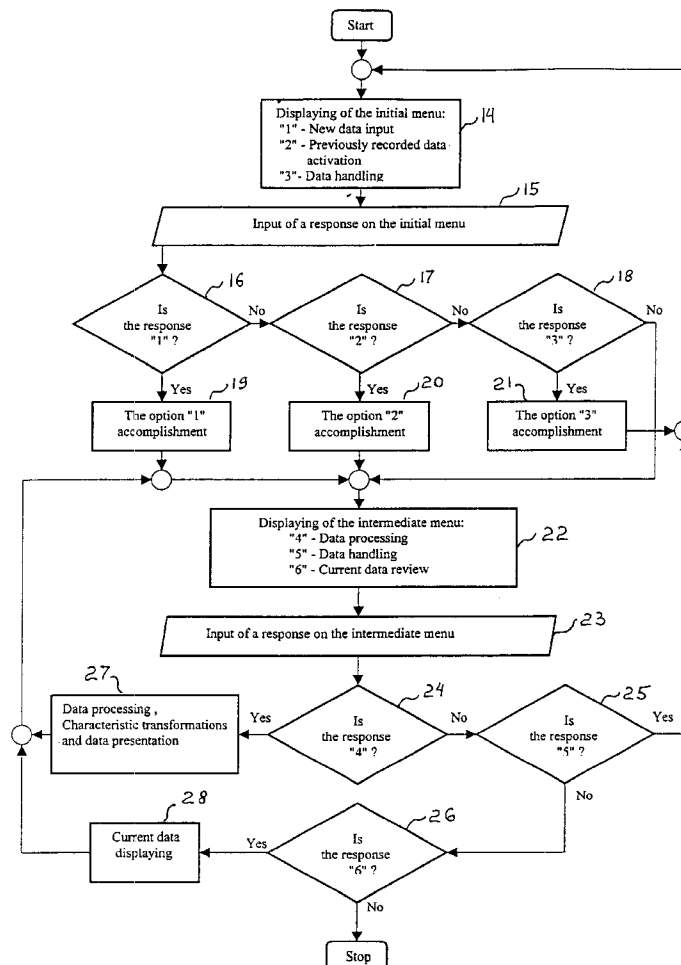 Start
Displaying of the initial menu:
"1" - New data input
"2" - Previously recorded data
activation
"3"- Data handling
14
15
Input of a response on the initial menu
16
17
18
Is
the response
"1" ?
No
Is
the response
"2" ?
No
Is
the response
"3" ?
No
Yes
19
Yes
20
Yes
21
The option "1"
accomplishment
The option "2"
accomplishment
The option "3"
accomplishment
Displaying of the intermediate menu:
"4" - Data processing
"5" - Data handling
"6" - Current data review
22
Input of a response on the intermediate menu
23
27
24
25
Data processing ,
Characteristic transformations
and data presentation
Yes
Is
the response
"4" ?
No
Is
the response
"5" ?
Yes
No
28
26
Current data
displaying
Yes
Is
the response
"6" ?
No
Stop